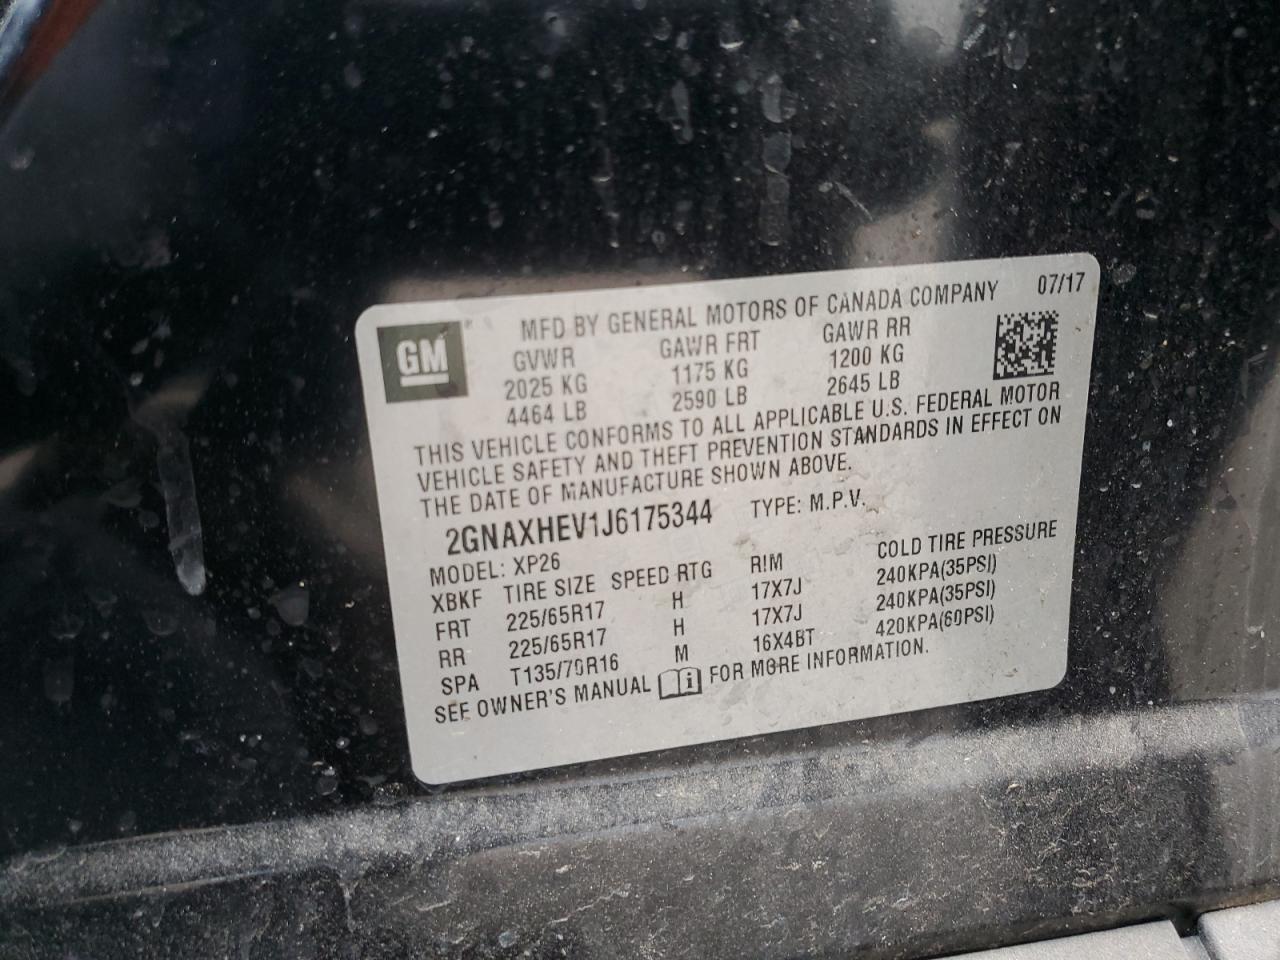 MFD BY GENERAL MOTORS OF CANADA COMPANY 07/17
GM ®
GVWR GAWR FRT GAWR RR
2025 KG 1175 KG 1200 KG
4464 LB 2590 LB 2645 LB
THIS VEHICLE CONFORMS TO ALL APPLICABLE U.S. FEDERAL MOTOR
VEHICLE SAFETY AND THEFT PREVENTION STANDARDS IN EFFECT ON
THE DATE OF MANUFACTURE SHOWN ABOVE.
2GNAXHEV1J6175344 TYPE: M.P.V.
MODEL: XP26
XBKF TIRE SIZE SPEED RTG RIM COLD TIRE PRESSURE
FRT 225/65R17 H 17X7J 240KPA(35PSI)
RR 225/65R17 H 17X7J 240KPA(35PSI)
SPA T135/70R16 M 16X4BT 420KPA(60PSI)
SEE OWNER'S MANUAL i FOR MORE INFORMATION.